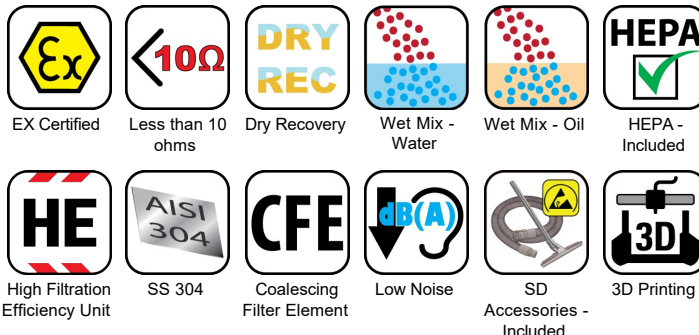 Ex
10Ω
DRY
REC
HEPA
EX Certified
Less than 10
ohms
Dry Recovery
Wet Mix -
Water
Wet Mix - Oil
HEPA -
Included
HE
AISI
304
CFE
dB(A)
3D
High Filtration
Efficiency Unit
SS 304
Coalescing
Filter Element
Low Noise
SD
Accessories -
Included
3D Printing